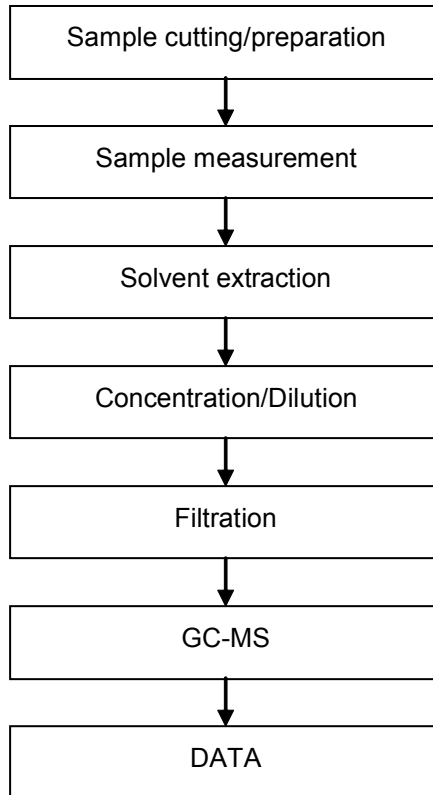 Sample cutting/preparation
Sample measurement
Solvent extraction
Concentration/Dilution
Filtration
GC-MS
DATA